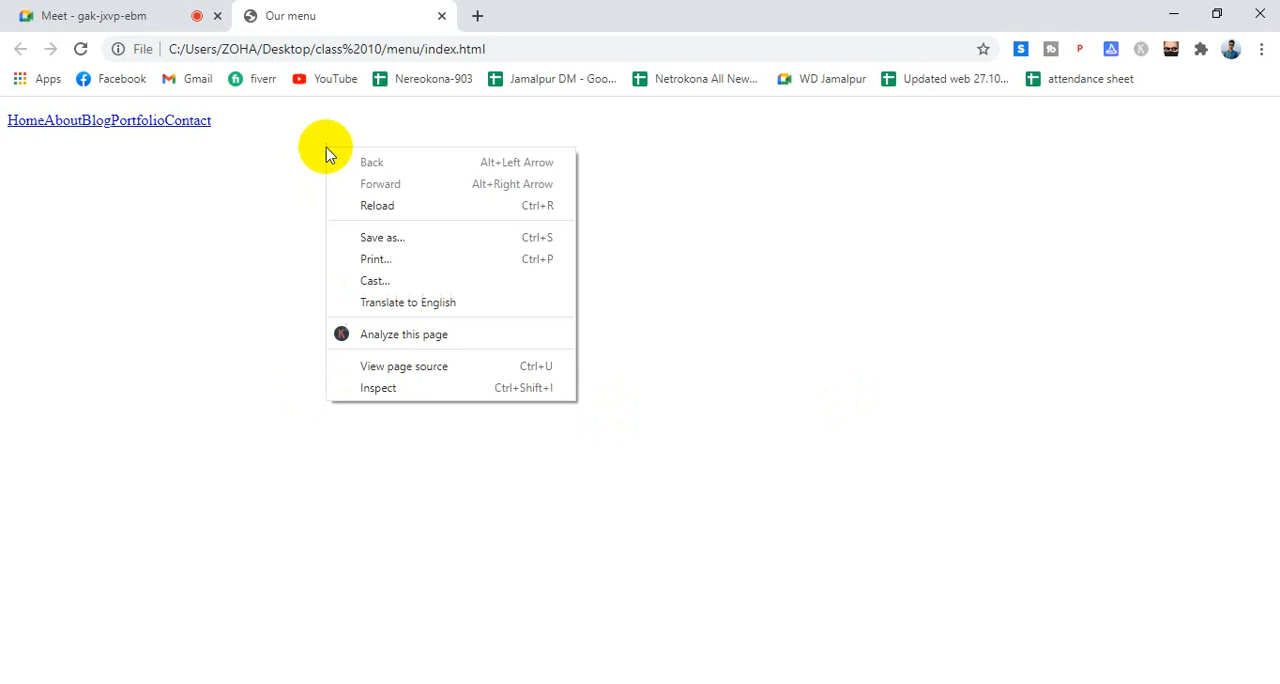 Meet - gak-jxvp-ebm
Our menu
File
C:/Users/ZOHA/Desktop/class%2010/menu/index.html
Apps
Facebook
Gmail
fiverr
YouTube
Nereokona-903
Jamalpur DM - Goo...
Netrokona All New...
WD Jamalpur
Updated web 27.10...
attendance sheet
HomeAboutBlogPortfolioContact
Back Alt+Left Arrow
Forward Alt+Right Arrow
Reload Ctrl+R
Save as... Ctrl+S
Print... Ctrl+P
Cast...
Translate to English
Analyze this page
View page source Ctrl+U
Inspect Ctrl+Shift+I